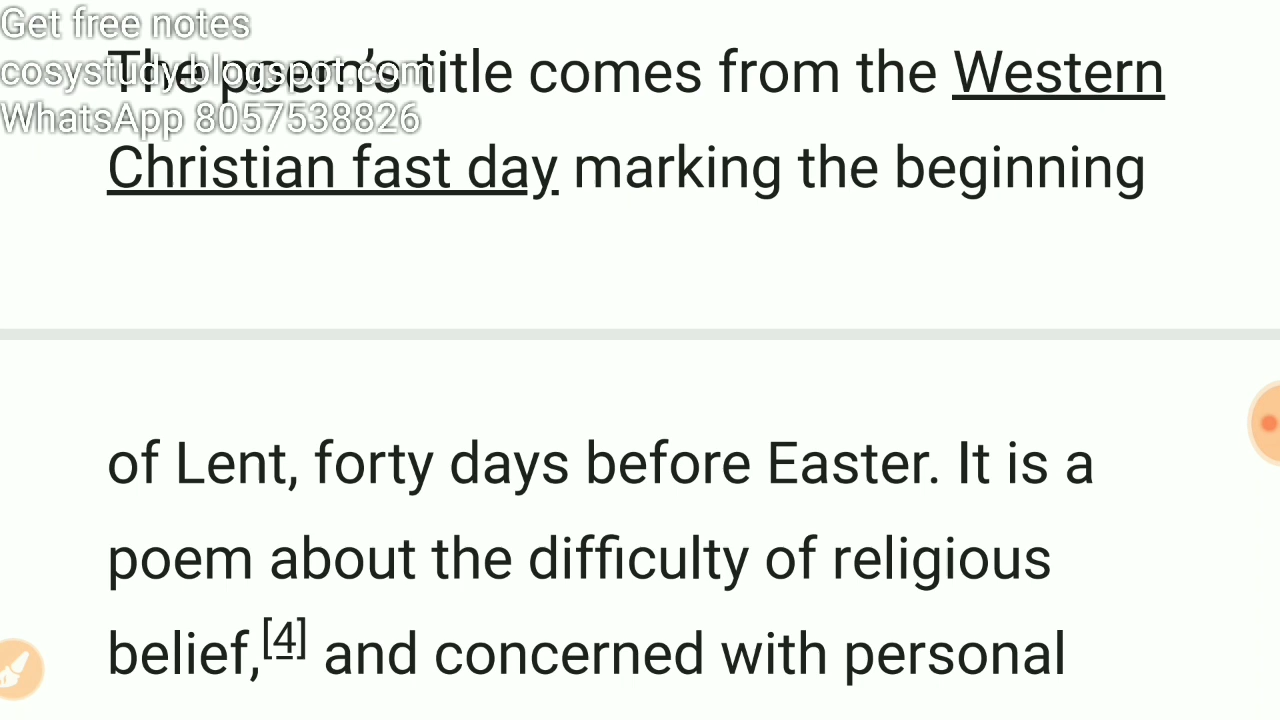 Get free notes
cosystudy.blogspot.com
WhatsApp 8057538826
The poem's title comes from the Western
Christian fast day marking the beginning
of Lent, forty days before Easter. It is a
poem about the difficulty of religious
belief,[4] and concerned with personal